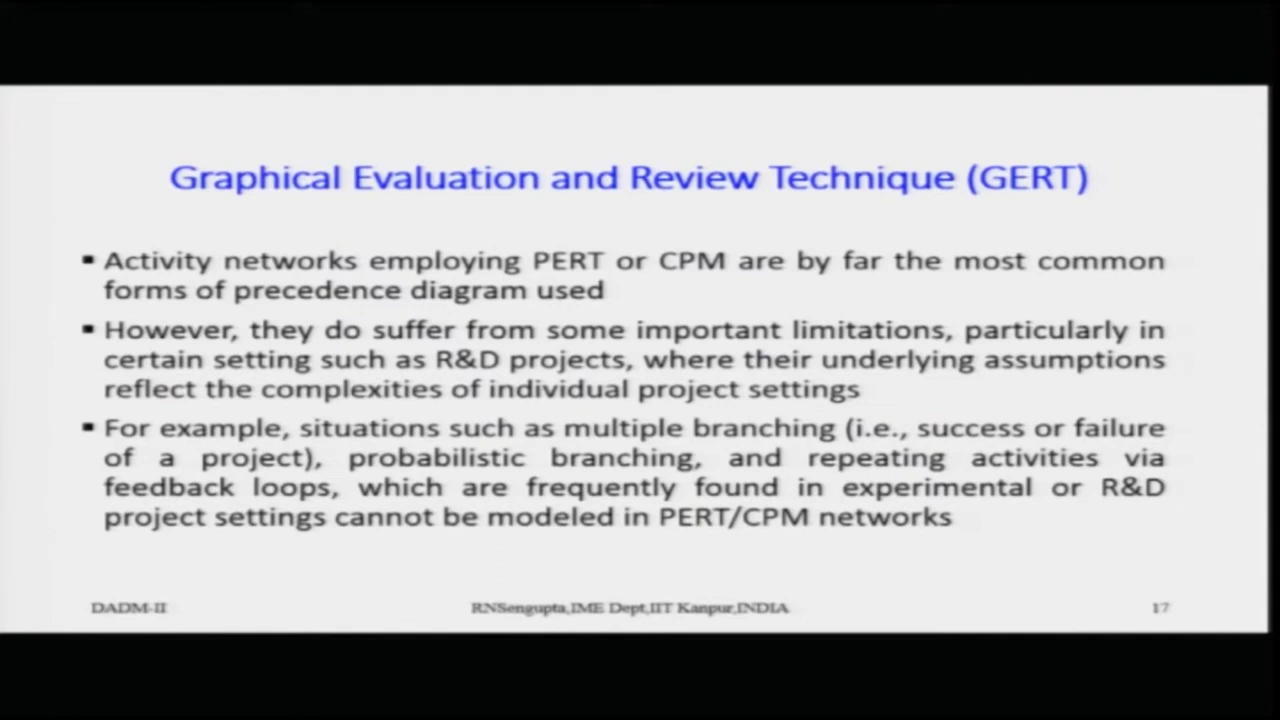 Graphical Evaluation and Review Technique (GERT)
▪ Activity networks employing PERT or CPM are by far the most common
forms of precedence diagram used
▪ However, they do suffer from some important limitations, particularly in
certain setting such as R&D projects, where their underlying assumptions
reflect the complexities of individual project settings
▪ For example, situations such as multiple branching (i.e., success or failure
of a project), probabilistic branching, and repeating activities via
feedback loops, which are frequently found in experimental or R&D
project settings cannot be modeled in PERT/CPM networks
DADM-II RNSengupta,IME Dept,IIT Kanpur,INDIA 17